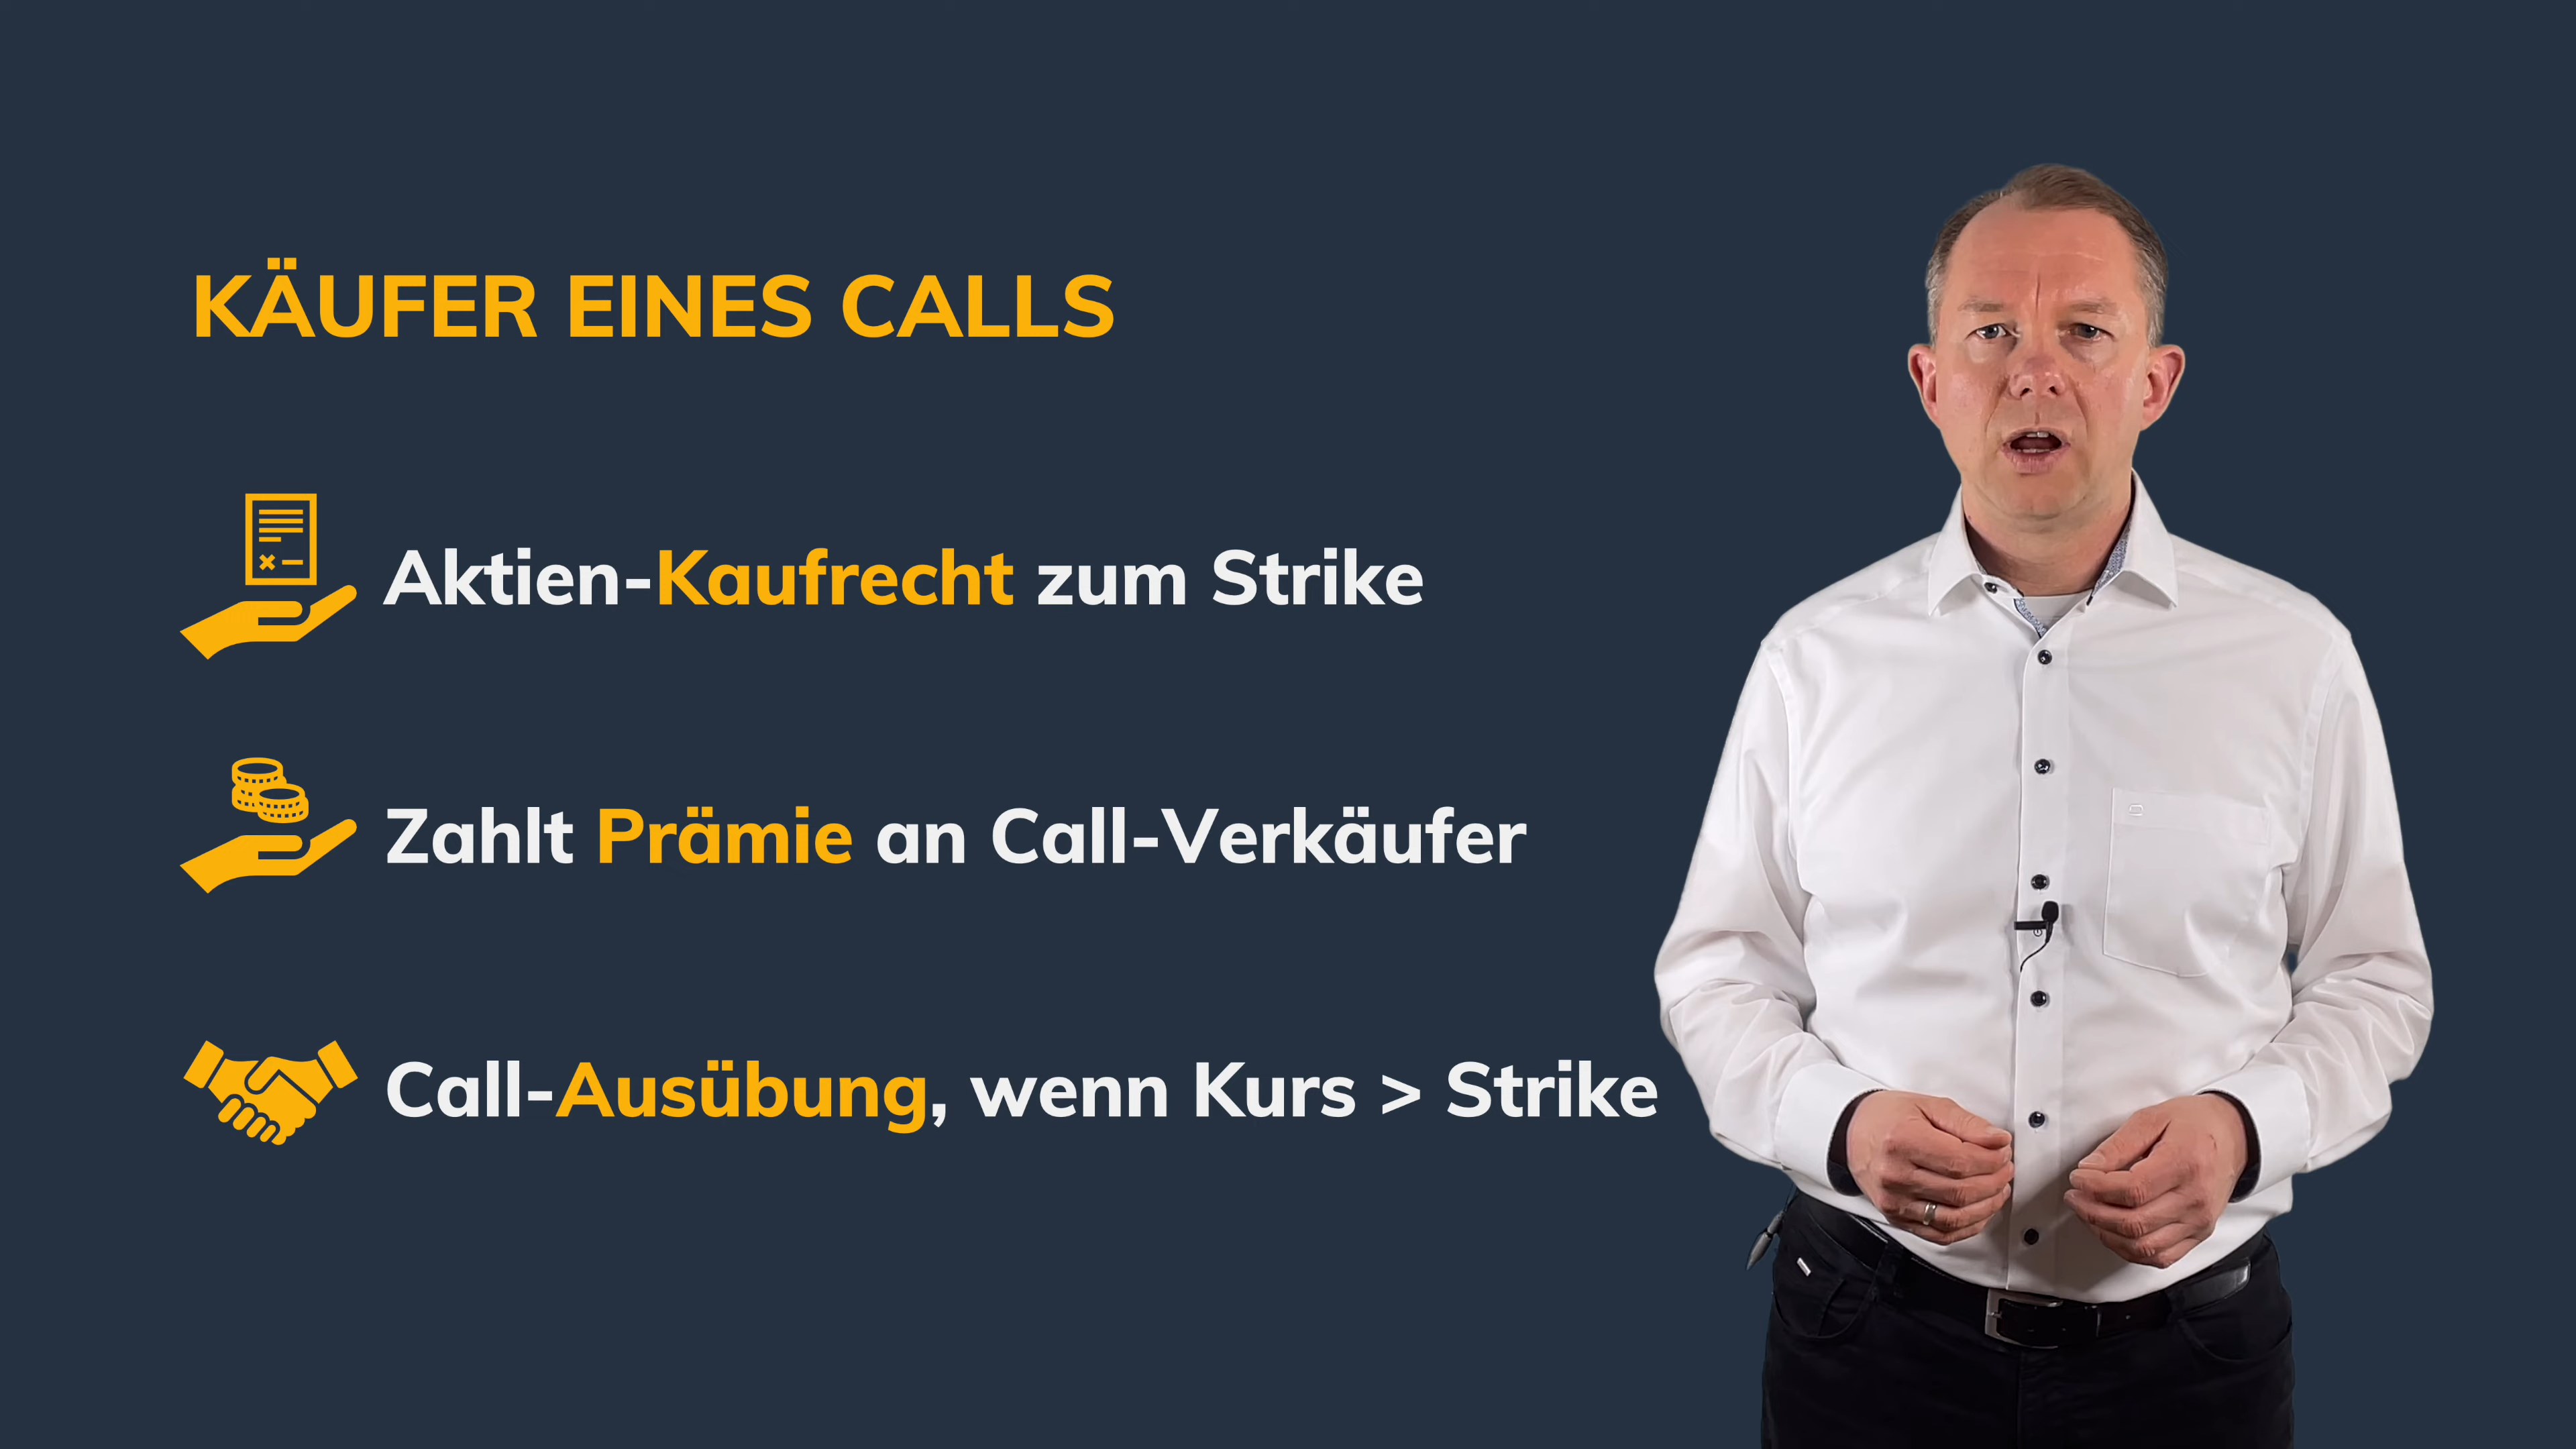 KÄUFER EINES CALLS
Aktien-Kaufrecht zum Strike
Zahlt Prämie an Call-Verkäufer
Call-Ausübung, wenn Kurs > Strike